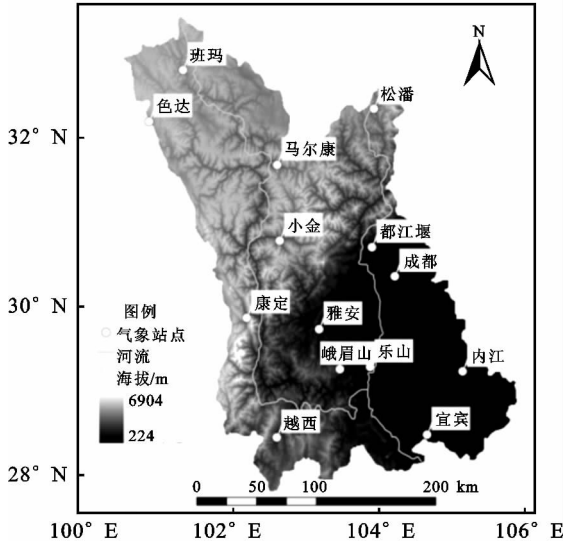 N
班玛
色达
松潘
32° N
马尔康
小金
都江堰
成都
30° N
康定
雅安
图例
气象站点
河流
海拔/m
6904
224
峨眉山
乐山
内江
越西
宜宾
28° N
0 50 100 200 km
100° E 102° E 104° E 106° E